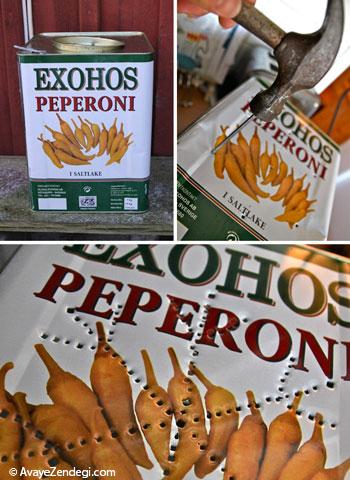 EXOHOS
PEPERONI
I SALTLAKE
EXOHOS
PEPERONI
I SALTLAKE
EXOHOS
PEPERONI
© AvayeZendegi.com